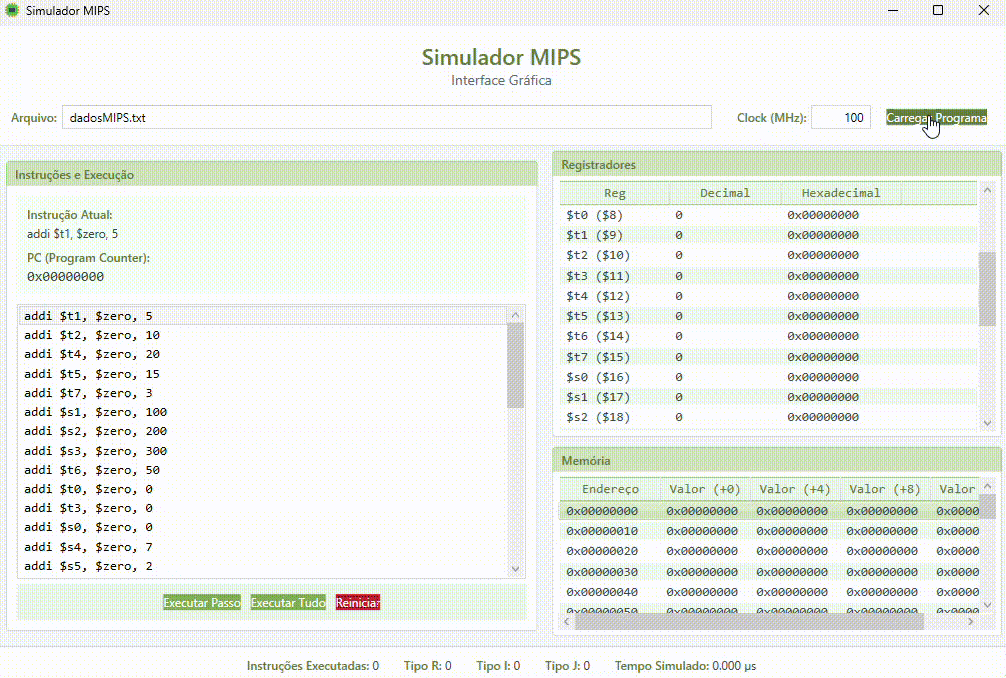 Simulador MIPS
Simulador MIPS
Interface Gráfica
Arquivo: dadosMIPS.txt Clock (MHz): 100 Carregar Programa
Instruções e Execução
Instrução Atual:
addi $t1, $zero, 5
PC (Program Counter):
0x00000000
addi $t1, $zero, 5
addi $t2, $zero, 10
addi $t4, $zero, 20
addi $t5, $zero, 15
addi $t7, $zero, 3
addi $s1, $zero, 100
addi $s2, $zero, 200
addi $s3, $zero, 300
addi $t6, $zero, 50
addi $t0, $zero, 0
addi $t3, $zero, 0
addi $s0, $zero, 0
addi $s4, $zero, 7
addi $s5, $zero, 2
Executar Passo Executar Tudo Reiniciar
Registradores
Reg Decimal Hexadecimal
$t0 ($8) 0 0x00000000
$t1 ($9) 0 0x00000000
$t2 ($10) 0 0x00000000
$t3 ($11) 0 0x00000000
$t4 ($12) 0 0x00000000
$t5 ($13) 0 0x00000000
$t6 ($14) 0 0x00000000
$t7 ($15) 0 0x00000000
$s0 ($16) 0 0x00000000
$s1 ($17) 0 0x00000000
$s2 ($18) 0 0x00000000
Memória
Endereço Valor (+0) Valor (+4) Valor (+8) Valor
0x00000000 0x00000000 0x00000000 0x00000000 0x0000
0x00000010 0x00000000 0x00000000 0x00000000 0x0000
0x00000020 0x00000000 0x00000000 0x00000000 0x0000
0x00000030 0x00000000 0x00000000 0x00000000 0x0000
0x00000040 0x00000000 0x00000000 0x00000000 0x0000
0x00000050 0x00000000 0x00000000 0x00000000 0x0000
Instruções Executadas: 0 Tipo R: 0 Tipo I: 0 Tipo J: 0 Tempo Simulado: 0.000 µs